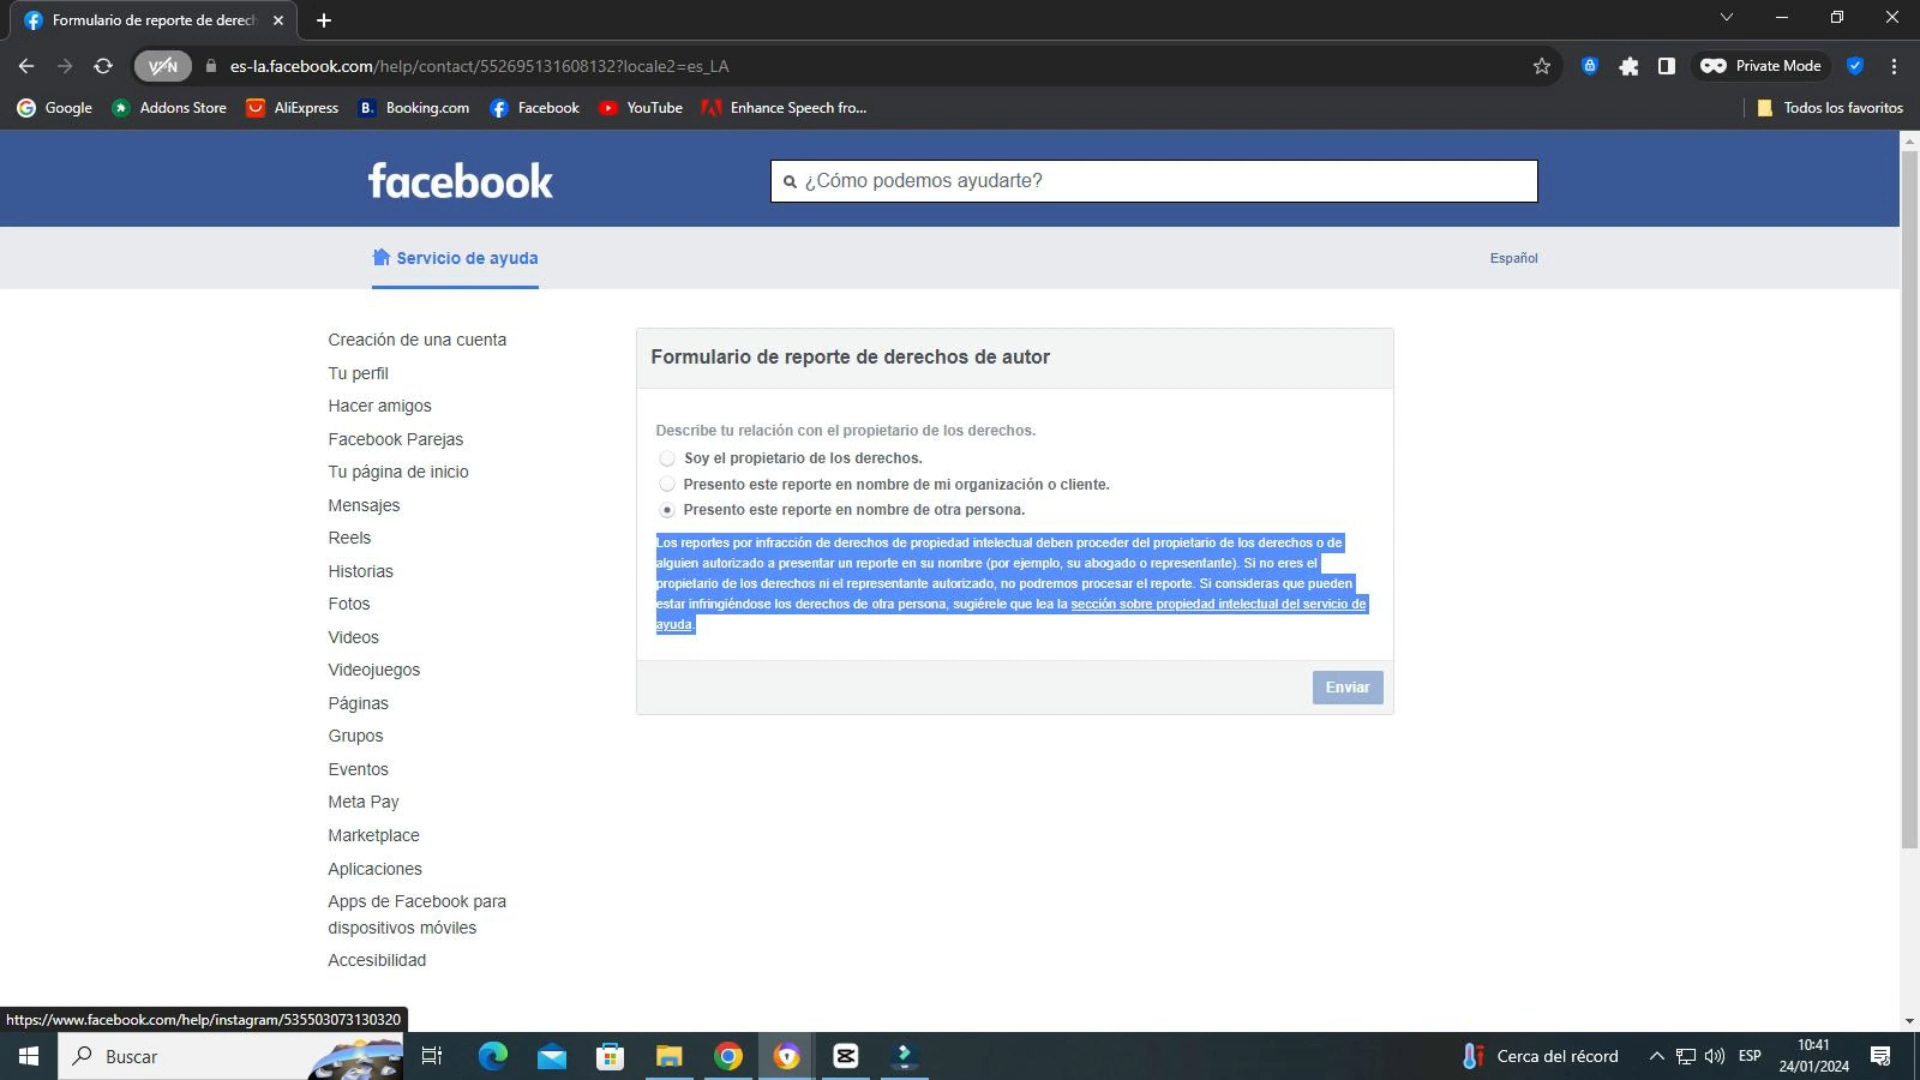 Formulario de reporte de derech
VPN
es-la.facebook.com/help/contact/552695131608132?locale2=es_LA
Private Mode
Google
Addons Store
AliExpress
B.
Booking.com
Facebook
YouTube
Enhance Speech fro...
Todos los favoritos
facebook
¿Cómo podemos ayudarte?
Servicio de ayuda
Español
Creación de una cuenta
Tu perfil
Hacer amigos
Facebook Parejas
Tu página de inicio
Mensajes
Reels
Historias
Fotos
Videos
Videojuegos
Páginas
Grupos
Eventos
Meta Pay
Marketplace
Aplicaciones
Apps de Facebook para
dispositivos móviles
Accesibilidad
Formulario de reporte de derechos de autor
Describe tu relación con el propietario de los derechos.
Soy el propietario de los derechos.
Presento este reporte en nombre de mi organización o cliente.
Presento este reporte en nombre de otra persona.
Los reportes por infracción de derechos de propiedad intelectual deben proceder del propietario de los derechos o de
alguien autorizado a presentar un reporte en su nombre (por ejemplo, su abogado o representante). Si no eres el
propietario de los derechos ni el representante autorizado, no podremos procesar el reporte. Si consideras que pueden
estar infringiéndose los derechos de otra persona, sugiérele que lea la sección sobre propiedad intelectual del servicio de
ayuda.
Enviar
https://www.facebook.com/help/instagram/535503073130320
Buscar
Cerca del récord
ESP
10:41
24/01/2024